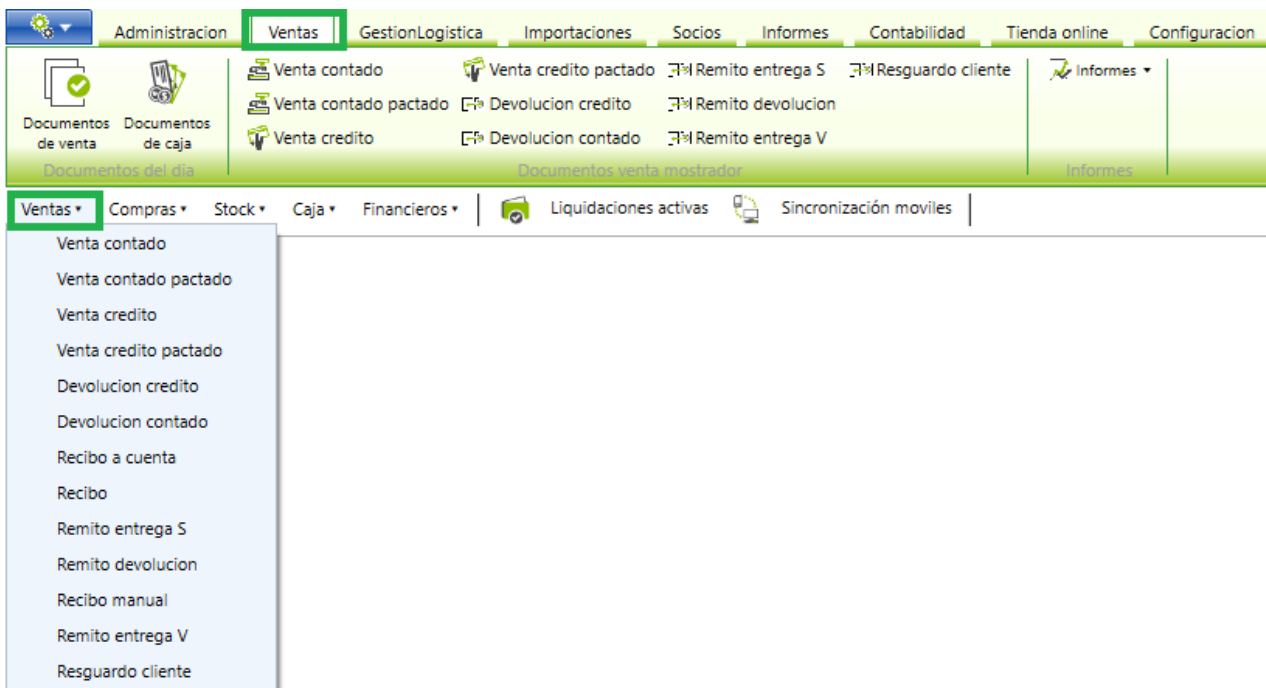 Administracion Ventas GestionLogistica Importaciones Socios Informes Contabilidad Tienda online Configuracion
Venta contado Venta credito pactado Remito entrega S Resguardo cliente Informes
Venta contado pactado Devolucion credito Remito devolucion
Documentos de venta Documentos de caja
Venta credito Devolucion contado Remito entrega V
Documentos del dia Documentos venta mostrador Informes
Ventas Compras Stock Caja Financieros Liquidaciones activas Sincronización moviles
Venta contado
Venta contado pactado
Venta credito
Venta credito pactado
Devolucion credito
Devolucion contado
Recibo a cuenta
Recibo
Remito entrega S
Remito devolucion
Recibo manual
Remito entrega V
Resguardo cliente